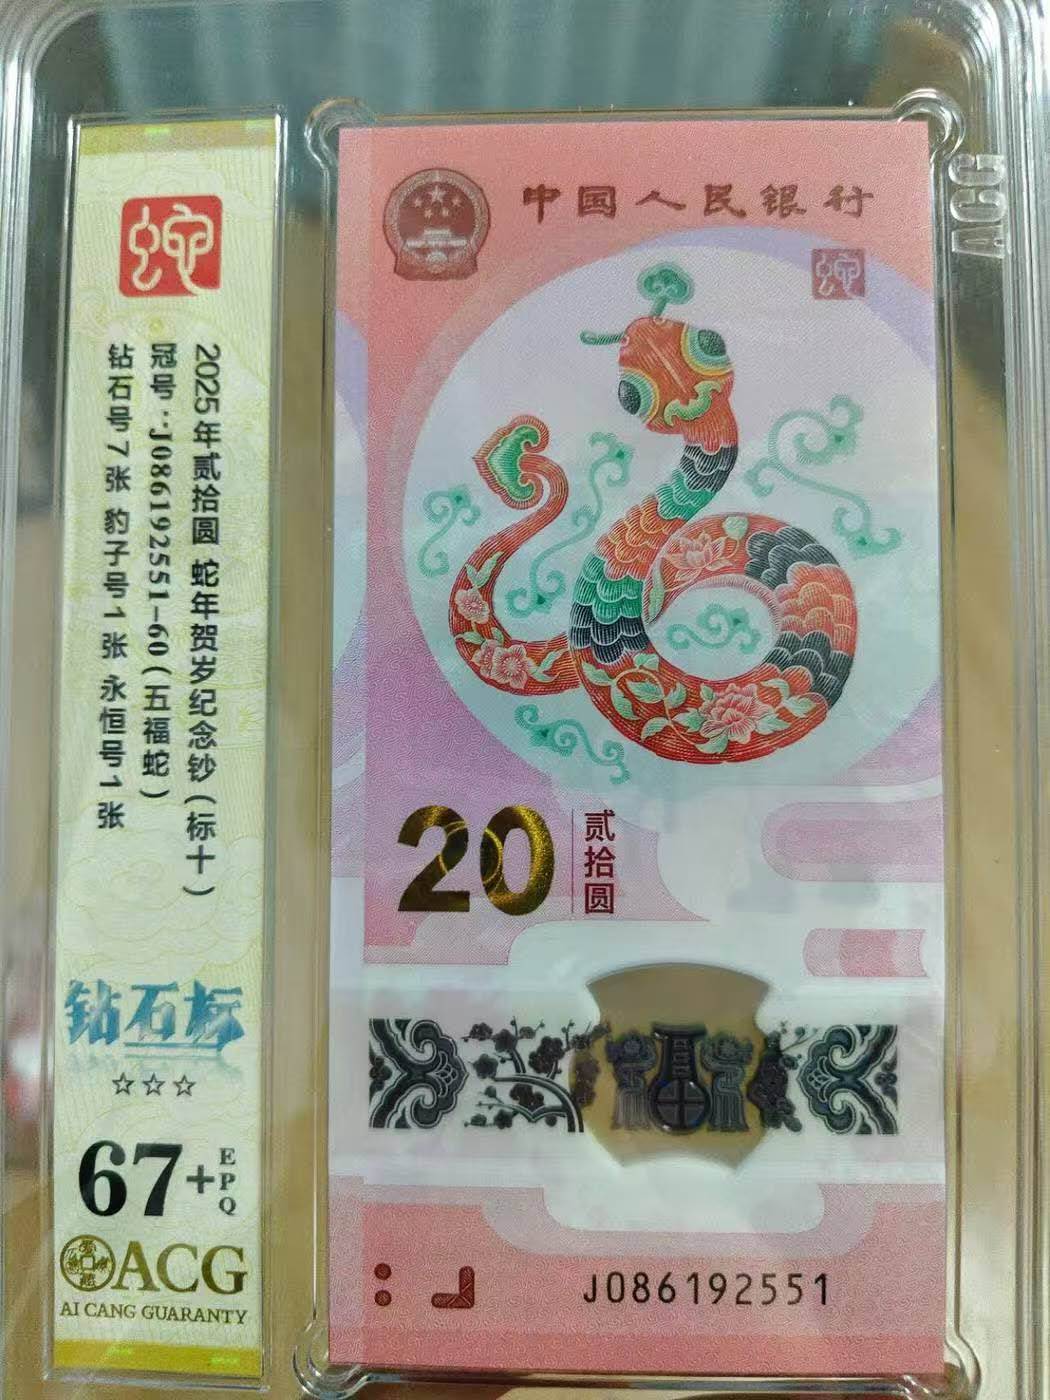 蛇
2025年贰拾圆 蛇年贺岁纪念钞（标十）
冠号:J086192551-60（五福蛇）
钻石号7张 豹子号1张 永恒号1张
钻石标
☆☆☆
67+EPQ
ACG
AI CANG GUARANTY
中国人民银行
蛇
20
贰拾圆
J086192551
ACG